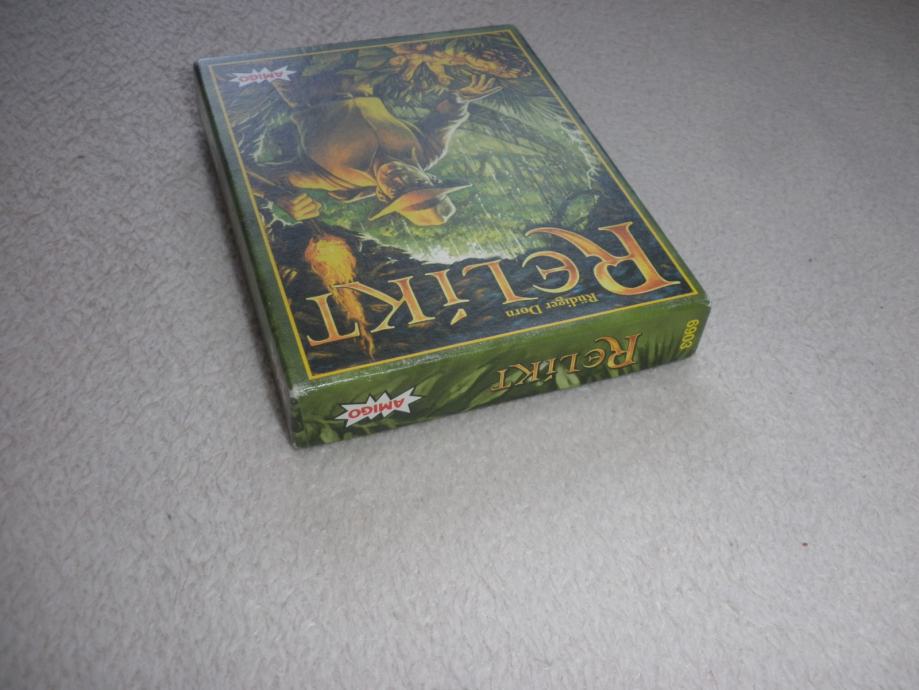 Rüdiger Dorn
RELIKT
AMIGO
6903
RELIKT
AMIGO